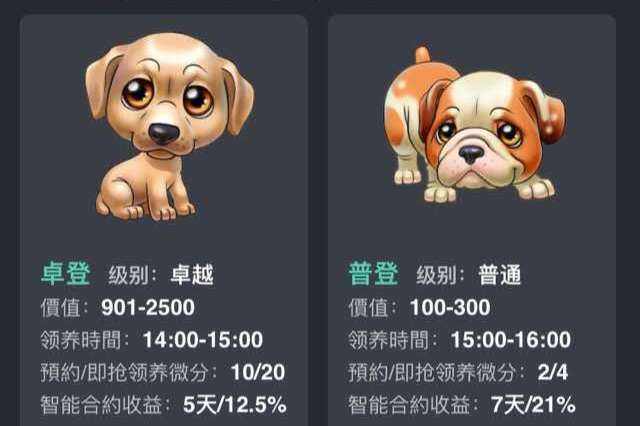 卓登 级别：卓越
價值：901-2500
领养時間：14:00-15:00
預約/即抢领养微分：10/20
智能合約收益：5天/12.5%
普登 级别：普通
價值：100-300
领养時間：15:00-16:00
預約/即抢领养微分：2/4
智能合約收益：7天/21%